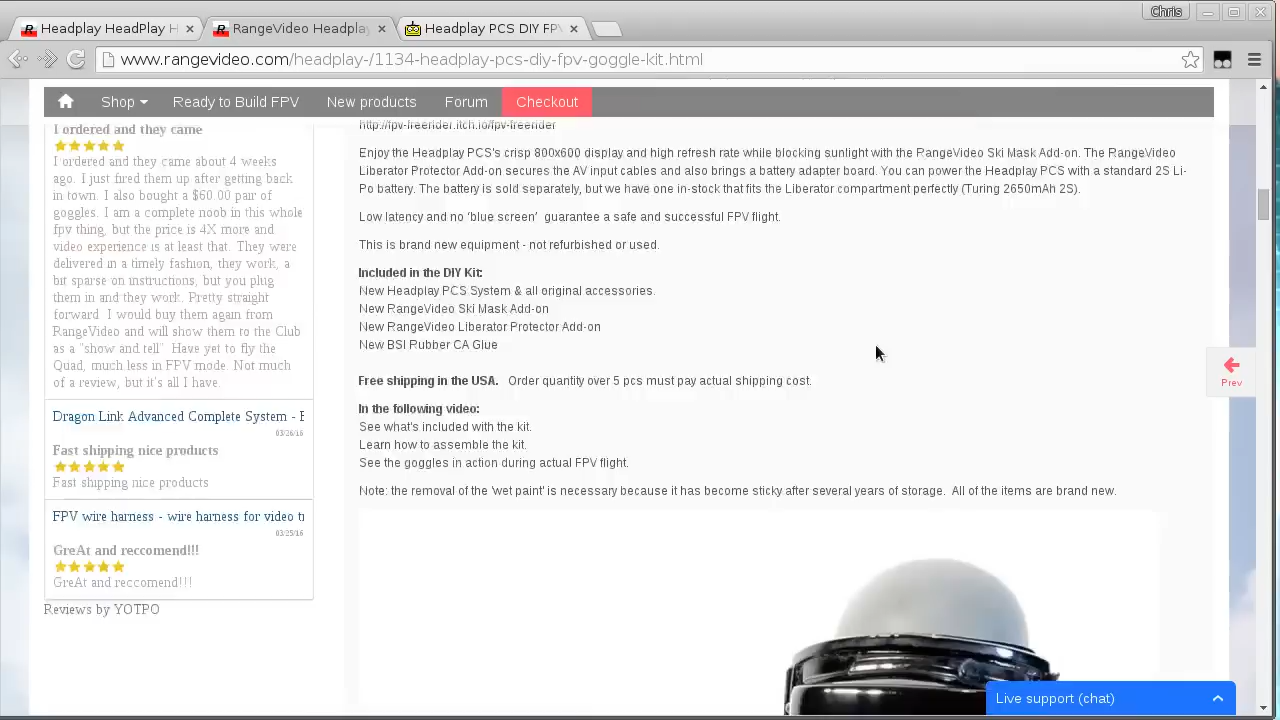 Chris
Headplay HeadPlay H
RangeVideo Headplay
Headplay PCS DIY FPV
www.rangevideo.com/headplay-/1134-headplay-pcs-diy-fpv-goggle-kit.html
Shop
Ready to Build FPV
New products
Forum
Checkout
I ordered and they came
I ordered and they came about 4 weeks
ago. I just fired them up after getting back
in town. I also bought a $60.00 par of
goggles. I am a complete noob in this whole
fpv thing, but the price is 4X more and
video experience is at least that. They were
delivered in a timely fashion, they work, a
bit sparse on instructions, but you plug
them in and they work. Pretty straight
forward I would buy them again from
RangeVideo and will show them to the Club
as a "show and tell" Have yet to fly the
Quad, much less in FPV mode. Not much
of a review, but it's all I have.
Dragon Link Advanced Complete System - E
03/26/16
Fast shipping nice products
Fast shipping nice products
FPV wire harness - wire harness for video tr
03/25/16
GreAt and reccomend!!!
GreAt and reccomend!!!
Reviews by YOTPO
http://fpv-freerider.itch.io/fpv-freerider
Enjoy the Headplay PCS's crisp 800x600 display and high refresh rate while blocking sunlight with the RangeVideo Ski Mask Add-on. The RangeVideo
Liberator Protector Add-on secures the AV input cables and also brings a battery adapter board. You can power the Headplay PCS with a standard 2S Li-
Po battery. The battery is sold separately, but we have one in-stock that fits the Liberator compartment perfectly (Turing 2650mAh 2S).
Low latency and no 'blue screen' guarantee a safe and successful FPV flight.
This is brand new equipment - not refurbished or used.
Included in the DIY Kit:
New Headplay PCS System & all original accessories.
New RangeVideo Ski Mask Add-on
New RangeVideo Liberator Protector Add-on
New BSI Rubber CA Glue
Free shipping in the USA. Order quantity over 5 pcs must pay actual shipping cost.
In the following video:
See what's included with the kit.
Learn how to assemble the kit.
See the goggles in action during actual FPV flight.
Note: the removal of the 'wet paint' is necessary because it has become sticky after several years of storage. All of the items are brand new.
Prev
Live support (chat)